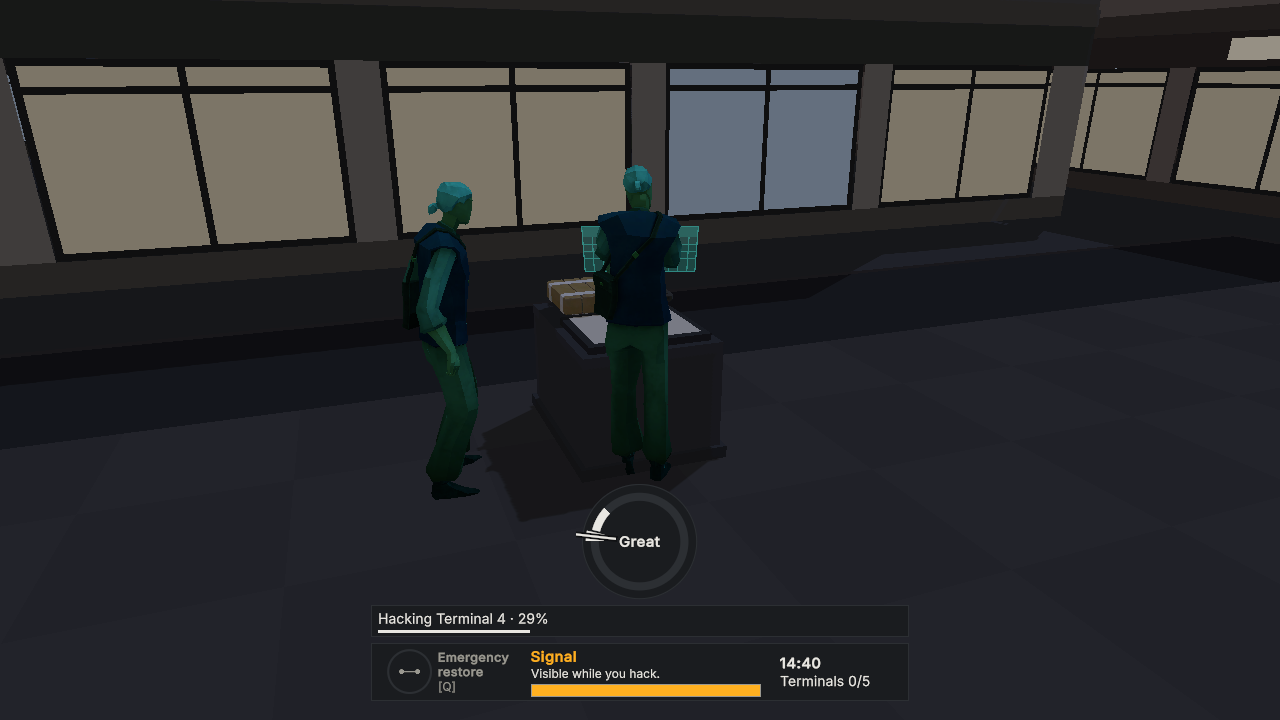 Great
Hacking Terminal 4 · 29%
Emergency
restore
[Q]
Signal
Visible while you hack.
14:40
Terminals 0/5